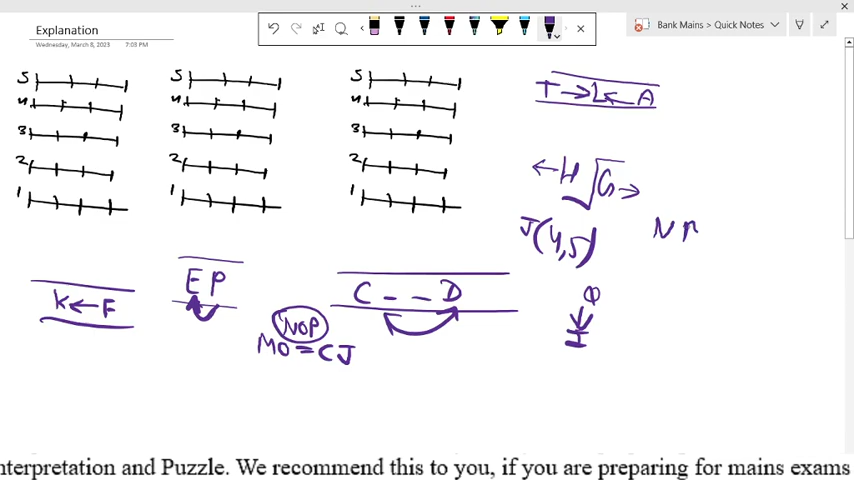 Explanation
Wednesday, March 8, 2023 7:03 PM
Bank Mains > Quick Notes
5 5 5
4 4 4
3 3 3
2 2 2
1 1 1
T → L ← A
← H G →
J(4,5)
K ← F
E P
C _ _ D
NOP
MO = CJ
Q
↓
I
nterpretation and Puzzle. We recommend this to you, if you are preparing for mains exams